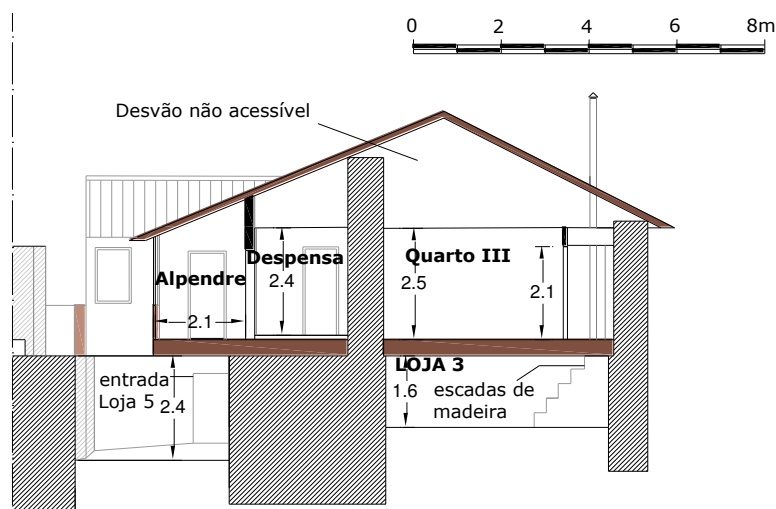 0 2 4 6 8m
Desvão não acessível
Alpendre
Despensa
Quarto III
2.4
2.5
2.1
2.1
entrada
Loja 5
2.4
LOJA 3
1.6
escadas de
madeira